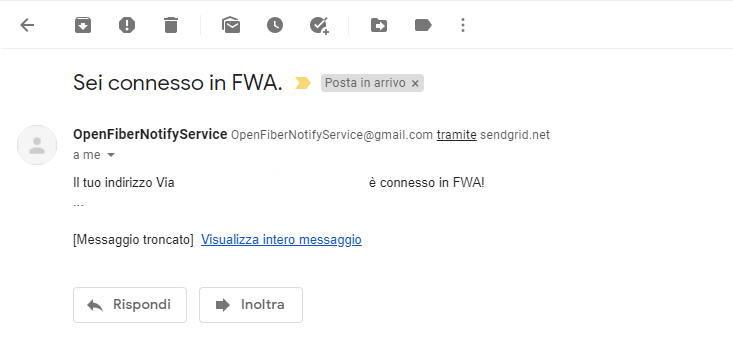 Sei connesso in FWA. Posta in arrivo ×
OpenFiberNotifyService OpenFiberNotifyService@gmail.com tramite sendgrid.net
a me
Il tuo indirizzo Via è connesso in FWA!
...
[Messaggio troncato] Visualizza intero messaggio
Rispondi Inoltra